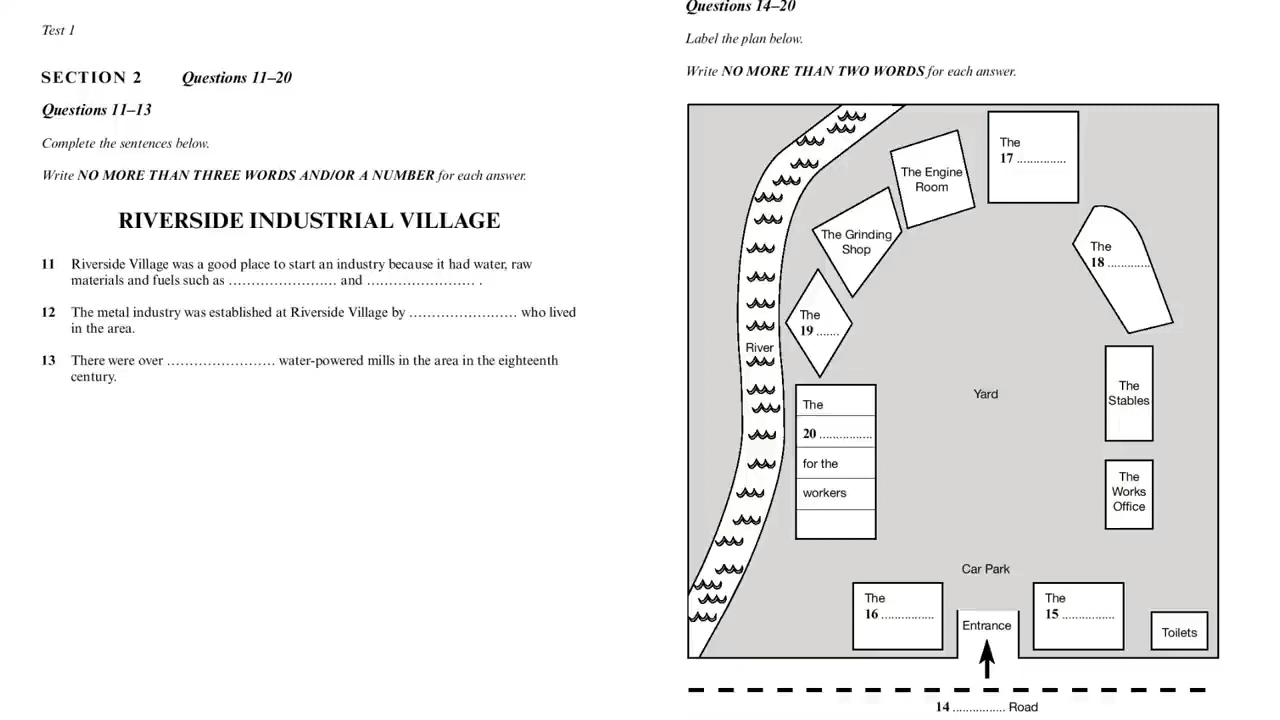 Test 1
SECTION 2 Questions 11–20
Questions 11–13
Complete the sentences below.
Write NO MORE THAN THREE WORDS AND/OR A NUMBER for each answer.
RIVERSIDE INDUSTRIAL VILLAGE
11 Riverside Village was a good place to start an industry because it had water, raw
materials and fuels such as …………………… and …………………… .
12 The metal industry was established at Riverside Village by …………………… who lived
in the area.
13 There were over …………………… water-powered mills in the area in the eighteenth
century.
Questions 14–20
Label the plan below.
Write NO MORE THAN TWO WORDS for each answer.
The
17 ...............
The Engine
Room
The Grinding
Shop
The
18 .............
The
19 .......
River
The
20 ................
for the
workers
Yard
The
Stables
The
Works
Office
Car Park
The
16 ................
Entrance
The
15 ................
Toilets
14 ................ Road